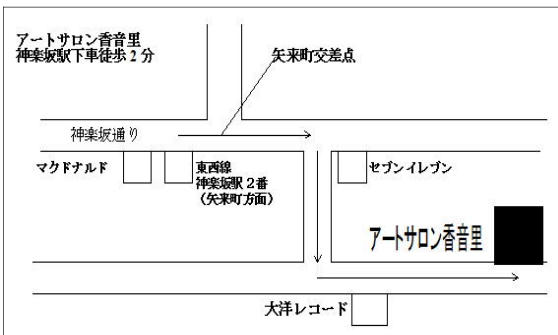 アートサロン香音里
神楽坂駅下車徒歩２分
矢来町交差点
神楽坂通り
マクドナルド
東西線
神楽坂駅２番
（矢来町方面）
セブンイレブン
アートサロン香音里
大洋レコード